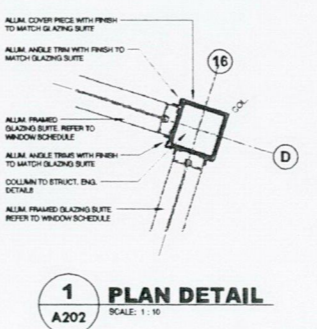 ALUM. COVER PIECE WITH FINISH
TO MATCH GLAZING SUITE
ALUM. ANGLE TRIM WITH FINISH TO
MATCH GLAZING SUITE
16
ALUM. FRAMED
GLAZING SUITE. REFER TO
WINDOW SCHEDULE
D
ALUM. ANGLE TRIMS WITH FINISH
TO MATCH GLAZING SUITE
COLUMN TO STRUCT. ENG.
DETAILS
ALUM. FRAMED GLAZING SUITE
REFER TO WINDOW SCHEDULE
1
A202
PLAN DETAIL
SCALE: 1 : 10